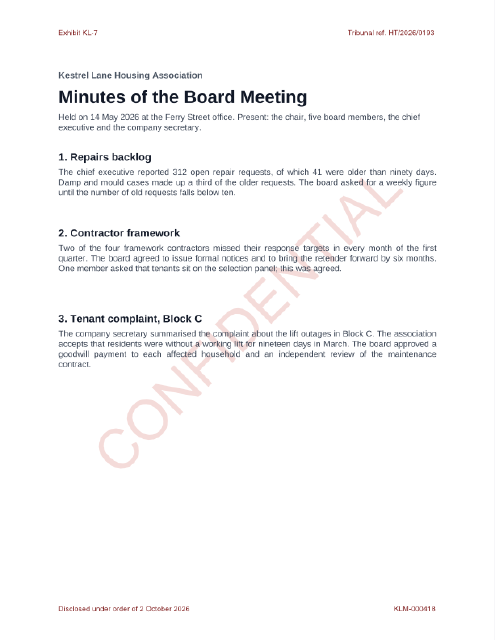 Exhibit KL-7
Tribunal ref. HT/2026/0193
Kestrel Lane Housing Association
Minutes of the Board Meeting
Held on 14 May 2026 at the Ferry Street office. Present: the chair, five board members, the chief
executive and the company secretary.
1. Repairs backlog
The chief executive reported 312 open repair requests, of which 41 were older than ninety days.
Damp and mould cases made up a third of the older requests. The board asked for a weekly figure
until the number of old requests falls below ten.
2. Contractor framework
Two of the four framework contractors missed their response targets in every month of the first
quarter. The board agreed to issue formal notices and to bring the retender forward by six months.
One member asked that tenants sit on the selection panel; this was agreed.
3. Tenant complaint, Block C
The company secretary summarised the complaint about the lift outages in Block C. The association
accepts that residents were without a working lift for nineteen days in March. The board approved a
goodwill payment to each affected household and an independent review of the maintenance
contract.
CONFIDENTIAL
Disclosed under order of 2 October 2026
KLM-000418